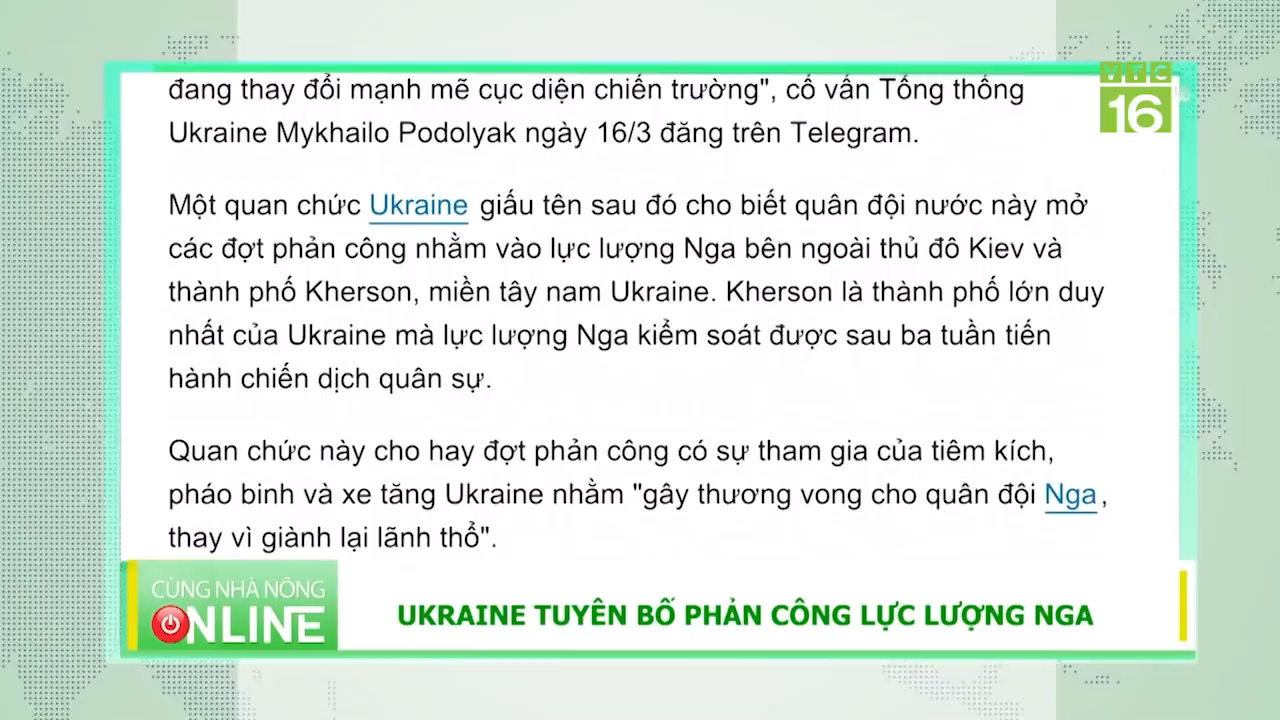 đang thay đổi mạnh mẽ cục diện chiến trường", cố vấn Tổng thống
Ukraine Mykhailo Podolyak ngày 16/3 đăng trên Telegram.
Một quan chức Ukraine giấu tên sau đó cho biết quân đội nước này mở
các đợt phản công nhằm vào lực lượng Nga bên ngoài thủ đô Kiev và
thành phố Kherson, miền tây nam Ukraine. Kherson là thành phố lớn duy
nhất của Ukraine mà lực lượng Nga kiểm soát được sau ba tuần tiến
hành chiến dịch quân sự.
Quan chức này cho hay đợt phản công có sự tham gia của tiêm kích,
pháo binh và xe tăng Ukraine nhằm "gây thương vong cho quân đội Nga,
thay vì giành lại lãnh thổ".
VTC
16
CÙNG NHÀ NÔNG
ONLINE
UKRAINE TUYÊN BỐ PHẢN CÔNG LỰC LƯỢNG NGA